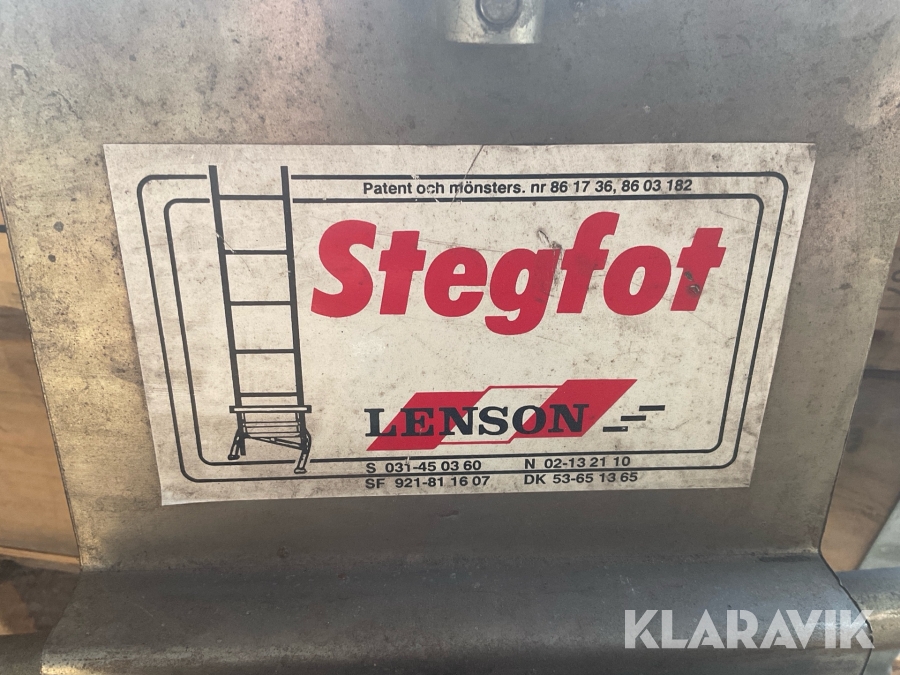 Patent och mönsters. nr 86 17 36, 86 03 182
Stegfot
LENSON
S 031-45 03 60 N 02-13 21 10
SF 921-81 16 07 DK 53-65 13 65
KLARAVIK